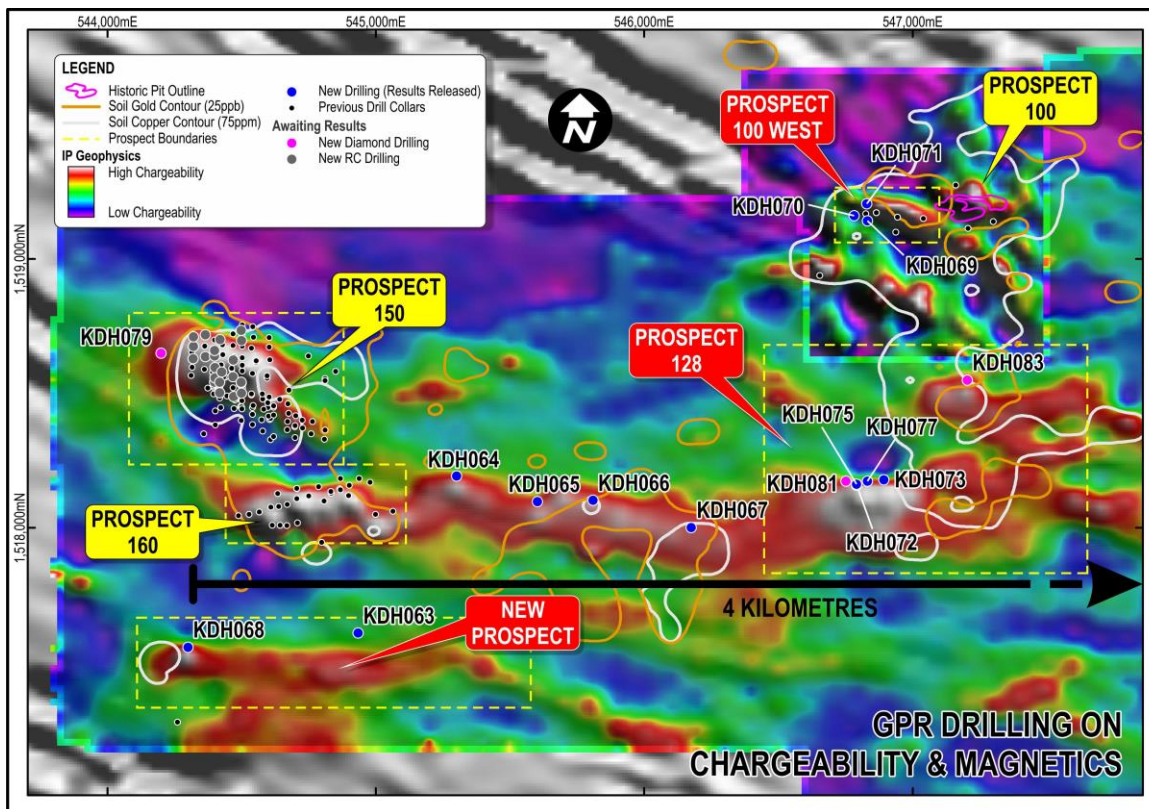 544,000mE
545,000mE
546,000mE
547,000mE
LEGEND
Historic Pit Outline
Soil Gold Contour (25ppb)
Soil Copper Contour (75ppm)
Prospect Boundaries
IP Geophysics
High Chargeability
Low Chargeability
New Drilling (Results Released)
Previous Drill Collars
Awaiting Results
New Diamond Drilling
New RC Drilling
N
PROSPECT
100 WEST
PROSPECT
100
KDH071
KDH070
KDH069
1,519,000mN
PROSPECT
150
KDH079
PROSPECT
128
KDH083
KDH075
KDH077
KDH064
KDH065
KDH066
KDH081
KDH073
KDH067
KDH072
1,518,000mN
PROSPECT
160
4 KILOMETRES
NEW
PROSPECT
KDH068
KDH063
GPR DRILLING ON
CHARGEABILITY & MAGNETICS